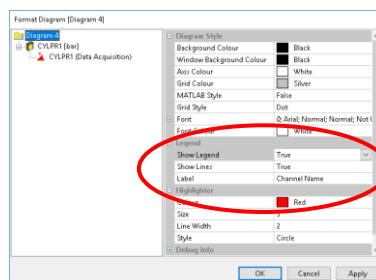 Format Diagram [Diagram 4]
Diagram 4
CYLPR1 [bar]
CYLPR1 (Data Acquisition)
Diagram Style
Background Colour Black
Window Background Colour Black
Axis Colour White
Grid Colour Silver
MATLAB Style False
Grid Style Dot
Font 0; Arial; Normal; Normal; Not
Font Colour White
Legend
Show Legend True
Show Lines True
Label Channel Name
Highlighter
Colour Red
Size
Line Width 2
Style Circle
Debug Info
OK Cancel Apply